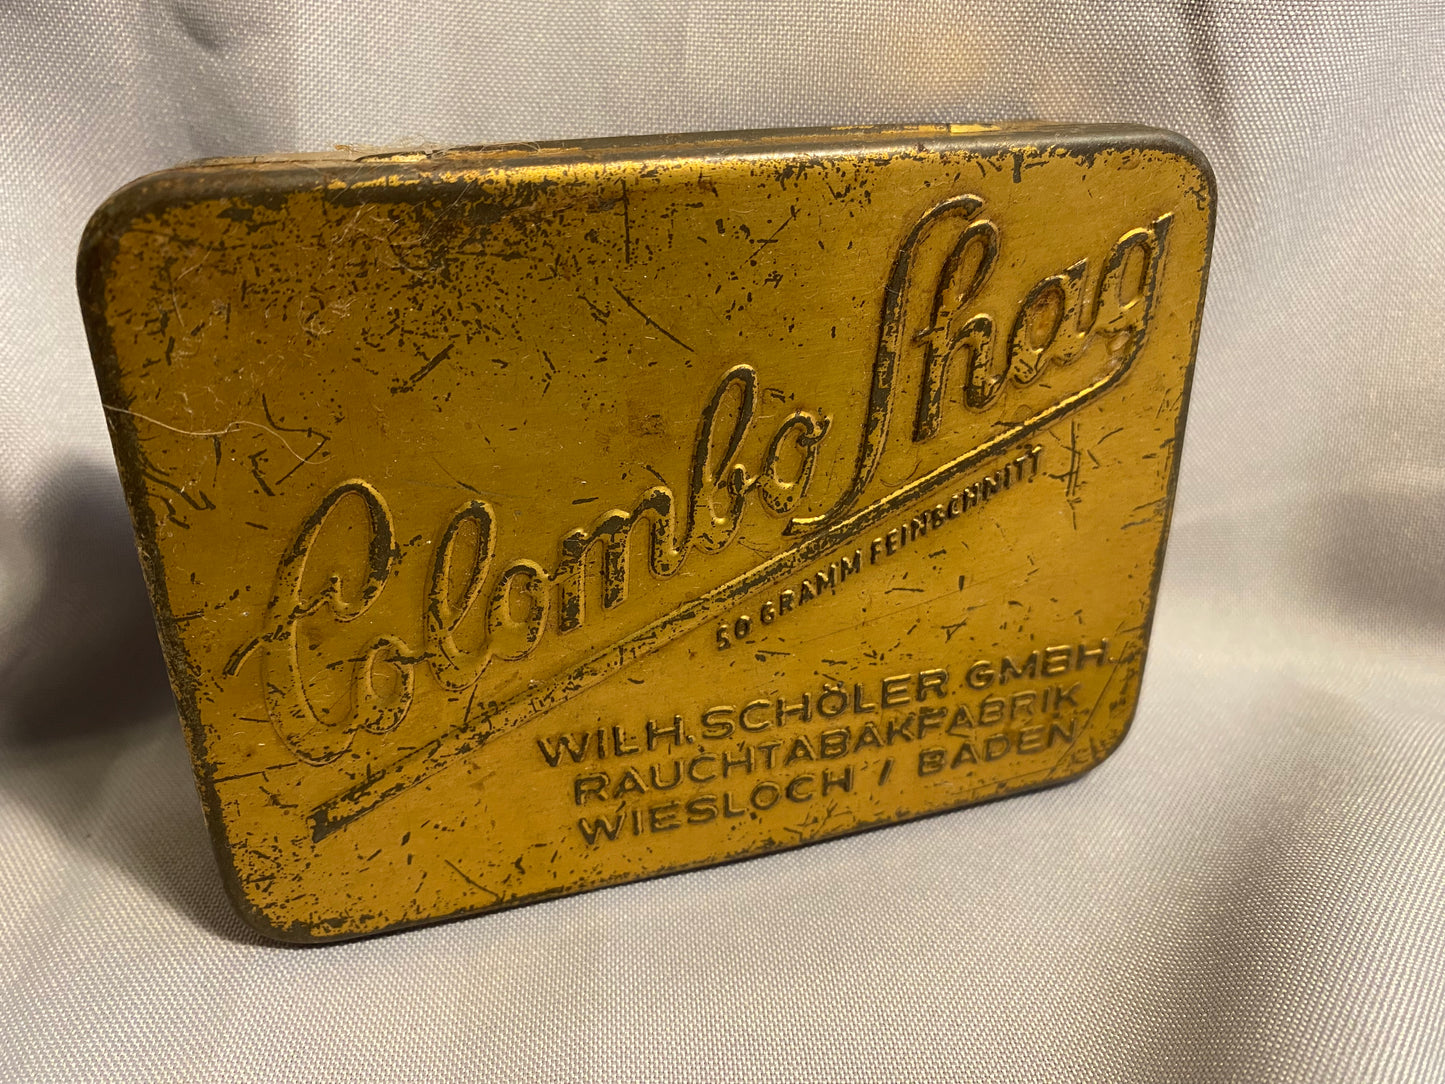 Colombo Shag
50 GRAMM FEINSCHNITT
WILH. SCHÖLER GMBH.
RAUCHTABAKFABRIK
WIESLOCH / BADEN